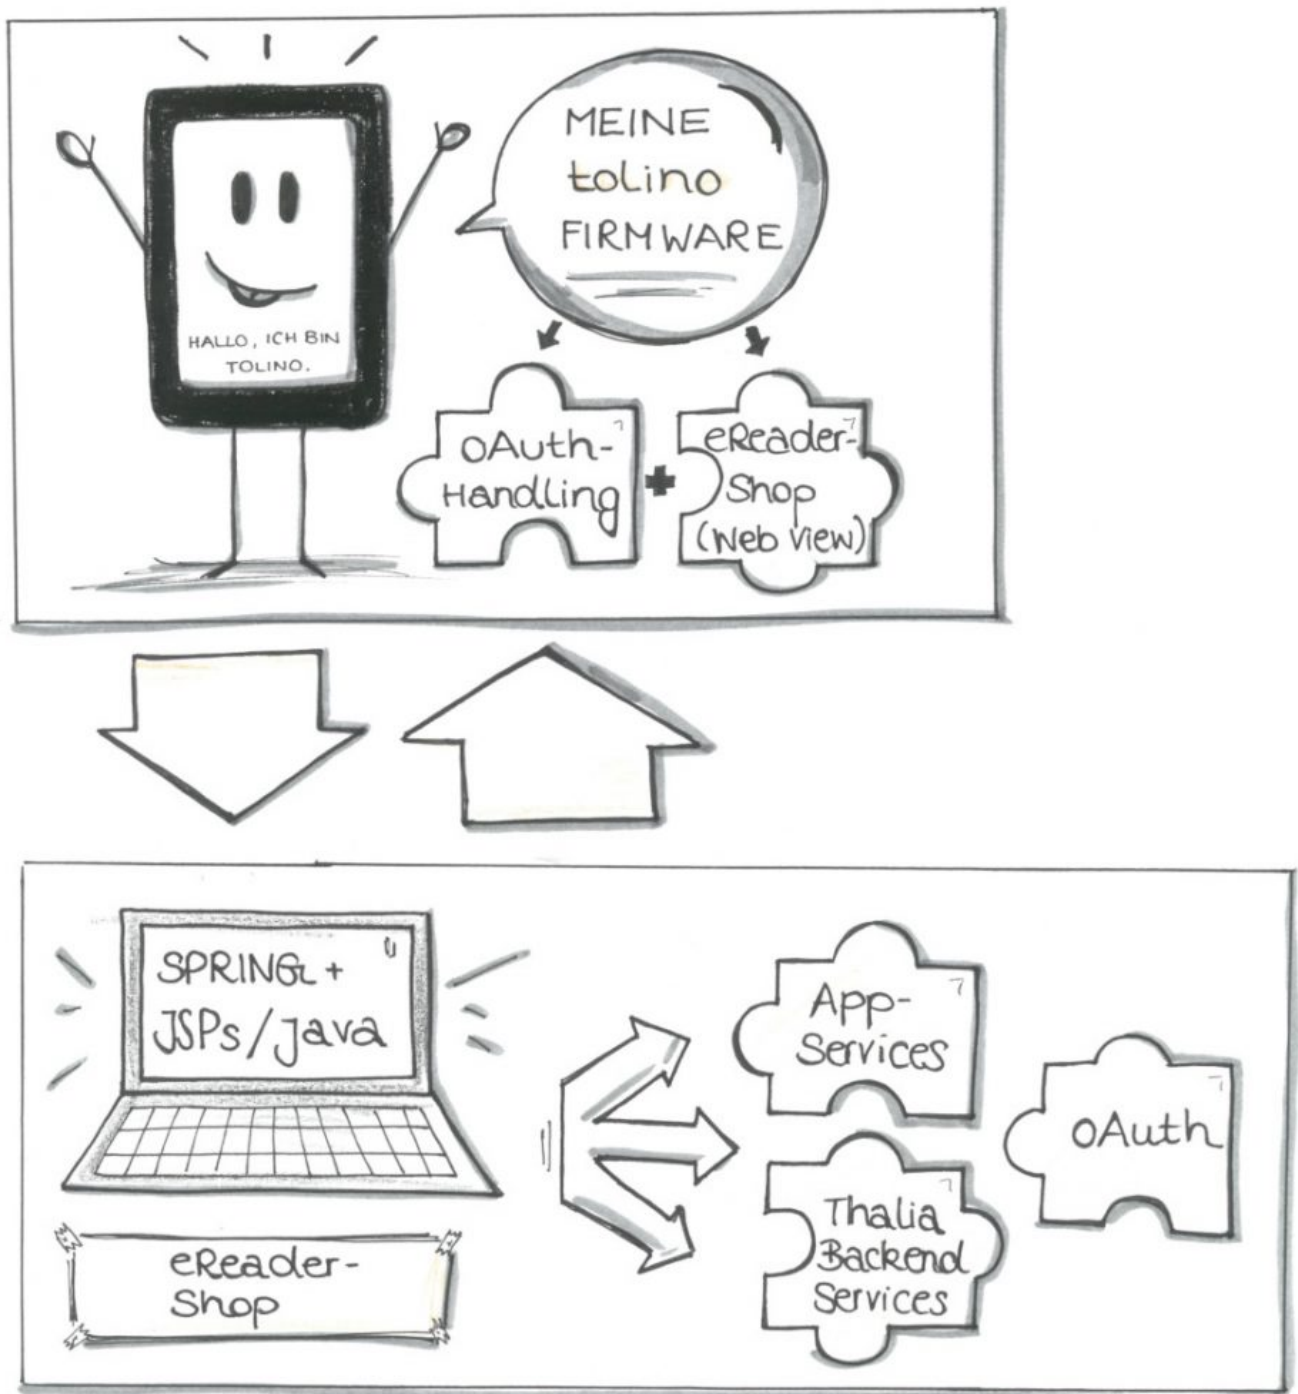 MEINE
tolino
FIRMWARE
HALLO, ICH BIN
TOLINO.
oAuth-
Handling
eReader-
Shop
(Web View)
SPRING +
JSPs/java
eReader-
Shop
App-
Services
oAuth
Thalia
Backend
Services